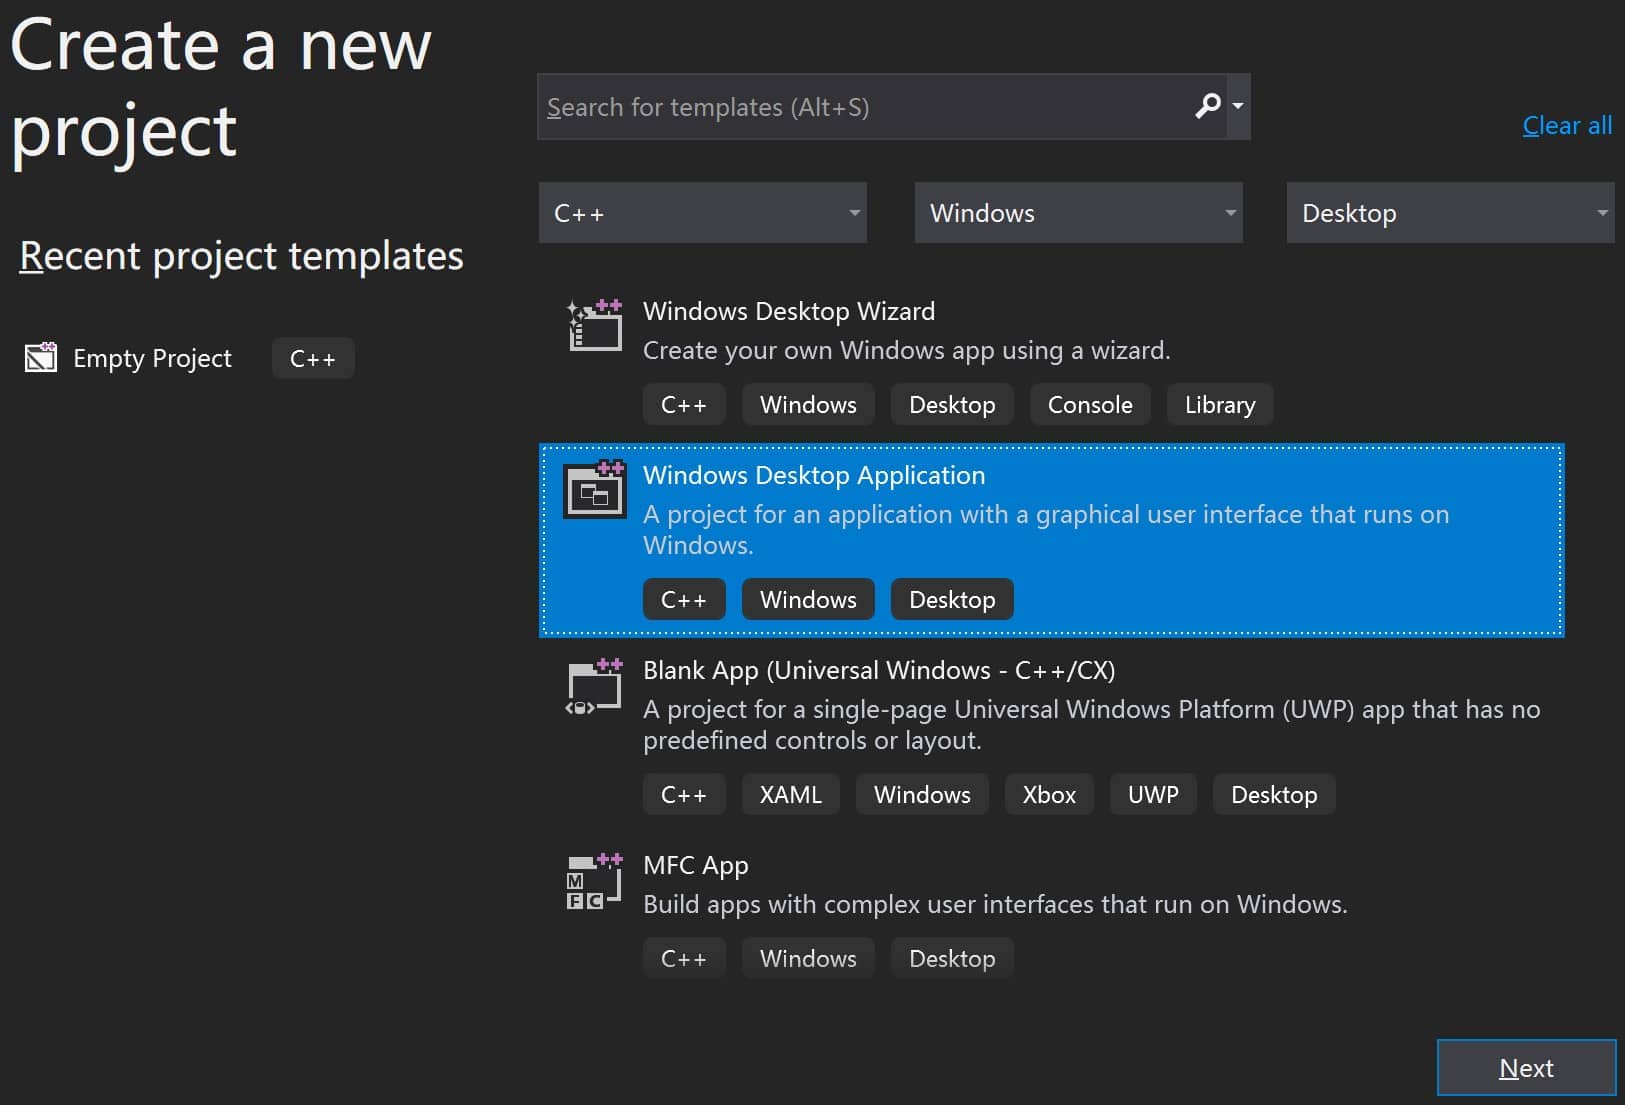 Create a new
project
Search for templates (Alt+S)
Clear all
C++
Windows
Desktop
Recent project templates
Empty Project C++
Windows Desktop Wizard
Create your own Windows app using a wizard.
C++ Windows Desktop Console Library
Windows Desktop Application
A project for an application with a graphical user interface that runs on
Windows.
C++ Windows Desktop
Blank App (Universal Windows - C++/CX)
A project for a single-page Universal Windows Platform (UWP) app that has no
predefined controls or layout.
C++ XAML Windows Xbox UWP Desktop
MFC App
M
FC
Build apps with complex user interfaces that run on Windows.
C++ Windows Desktop
Next